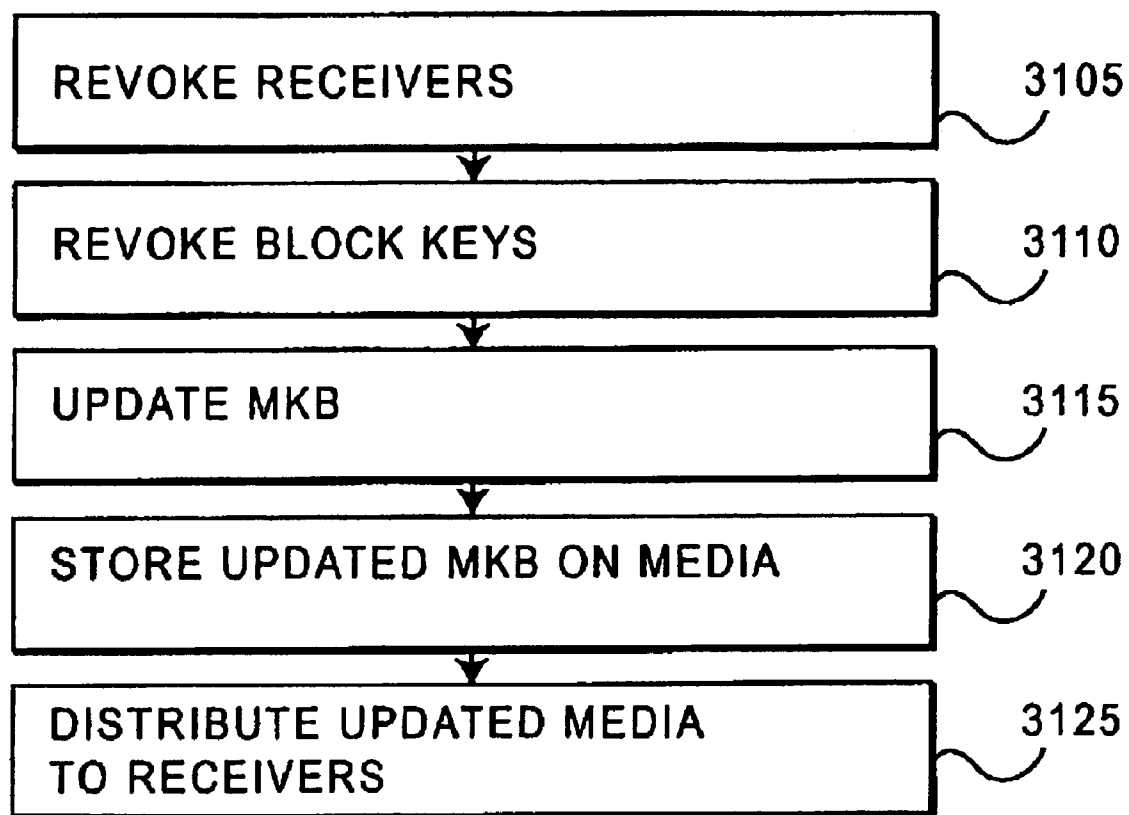 REVOKE RECEIVERS
3105
REVOKE BLOCK KEYS
3110
UPDATE MKB
3115
STORE UPDATED MKB ON MEDIA
3120
DISTRIBUTE UPDATED MEDIA
TO RECEIVERS
3125